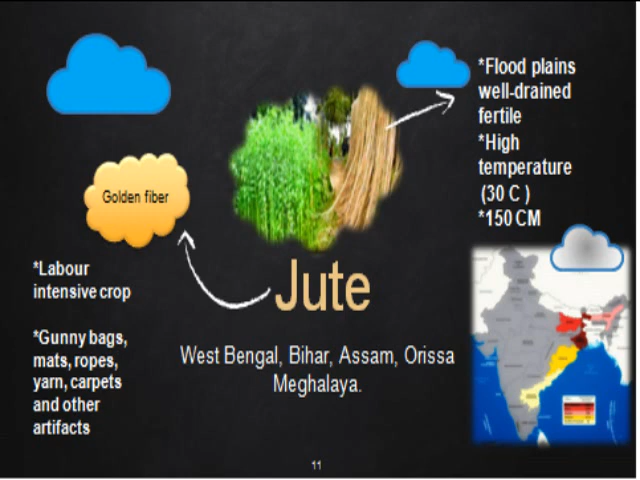 *Flood plains
well-drained
fertile
*High
temperature
(30 C )
*150 CM
Golden fiber
*Labour
intensive crop
*Gunny bags,
mats, ropes,
yarn, carpets
and other
artifacts
Jute
West Bengal, Bihar, Assam, Orissa
Meghalaya.
11